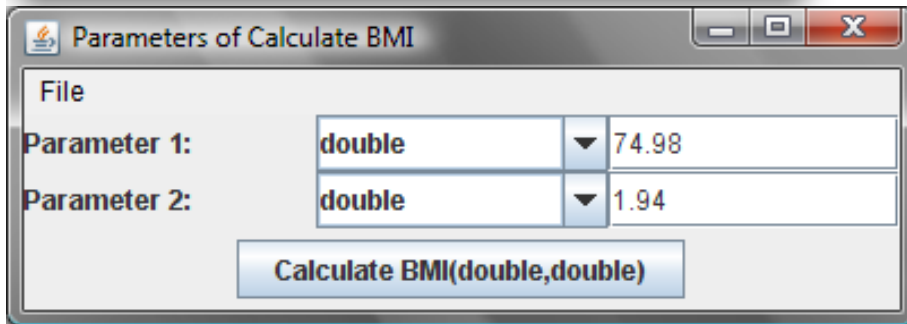 Parameters of Calculate BMI
File
Parameter 1: double 74.98
Parameter 2: double 1.94
Calculate BMI(double,double)